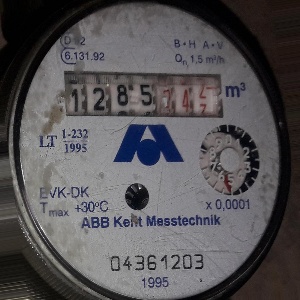 B•H A•V
6.131.92
Qn 1,5 m³/h
1285 m³
LT 1-232
1995
EVK-DK
Tmax +30°C
x 0,0001
ABB Kent Messtechnik
04361203
1995